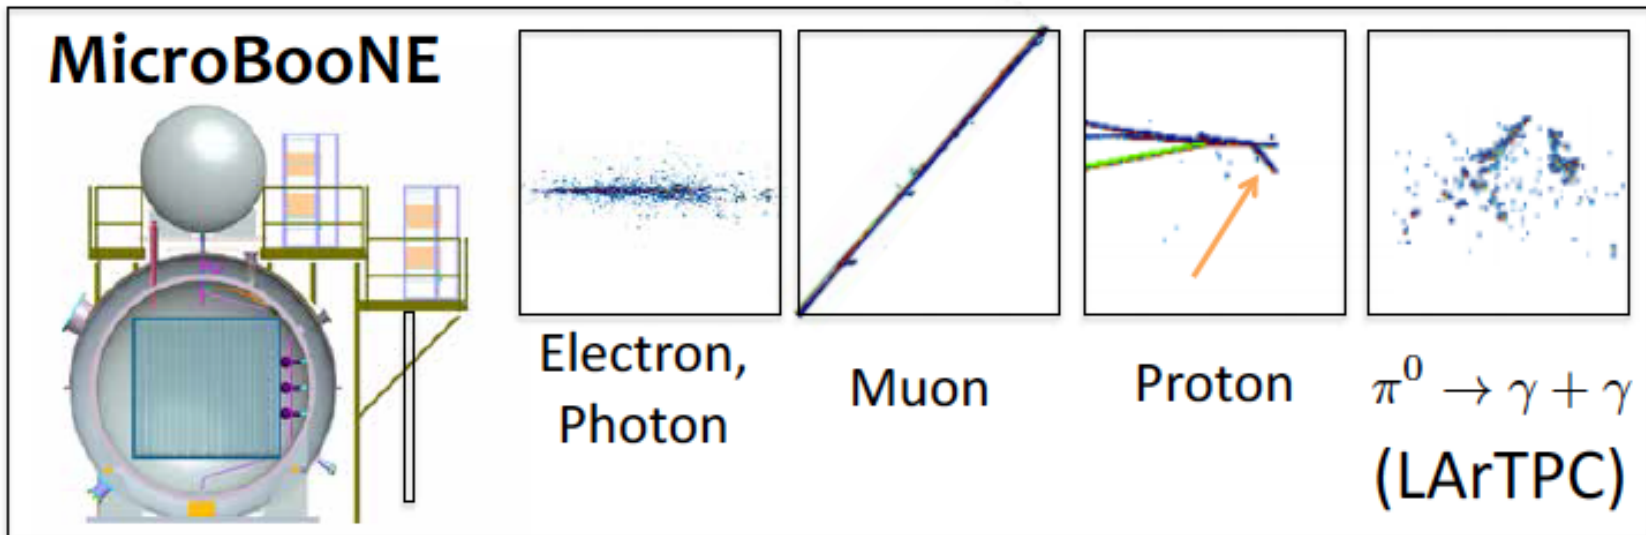 MicroBooNE
Electron,
Photon
Muon
Proton
π⁰ → γ + γ
(LArTPC)